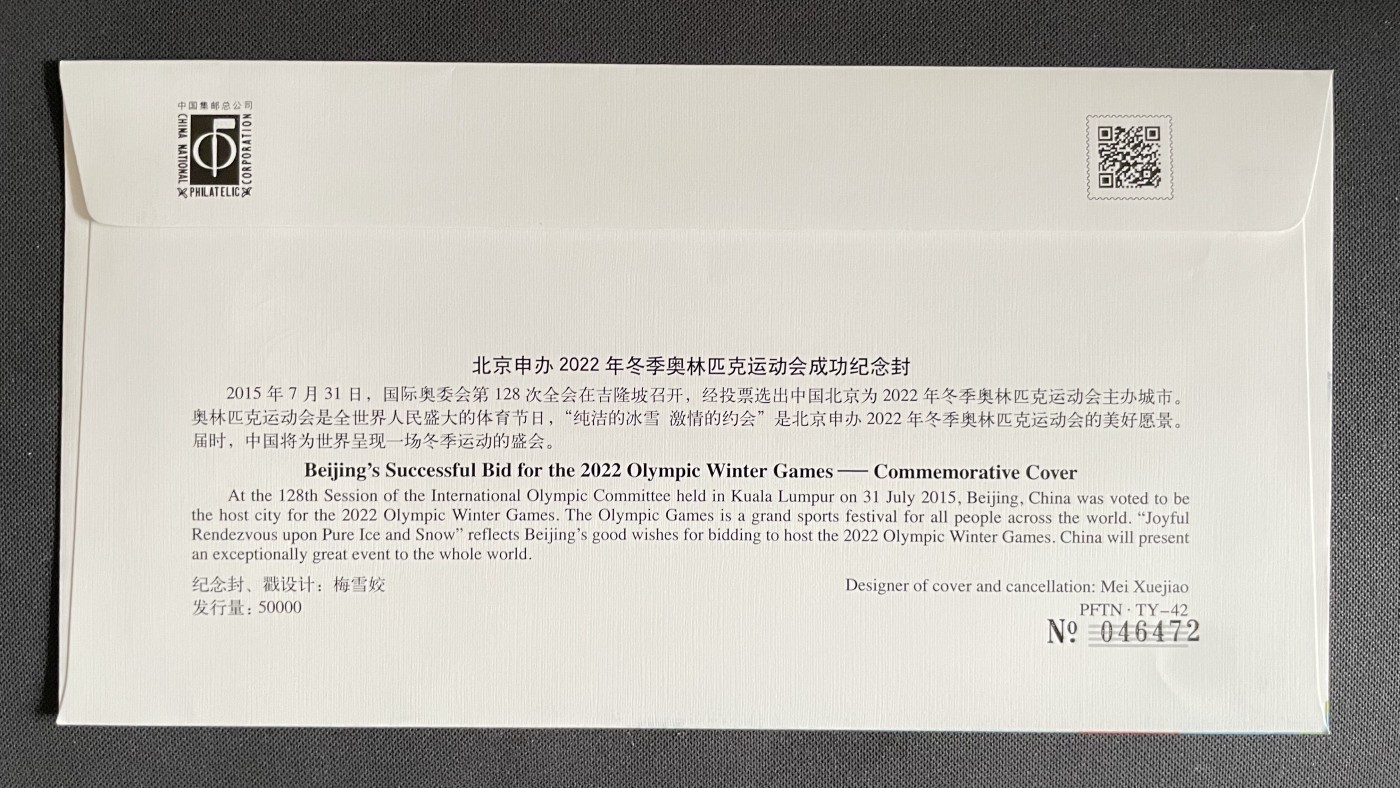 中国集邮总公司
CHINA NATIONAL
PHILATELIC
CORPORATION
北京申办 2022 年冬季奥林匹克运动会成功纪念封
2015 年 7 月 31 日，国际奥委会第 128 次全会在吉隆坡召开，经投票选出中国北京为 2022 年冬季奥林匹克运动会主办城市。
奥林匹克运动会是全世界人民盛大的体育节日，“纯洁的冰雪 激情的约会”是北京申办 2022 年冬季奥林匹克运动会的美好愿景。
届时，中国将为世界呈现一场冬季运动的盛会。
Beijing’s Successful Bid for the 2022 Olympic Winter Games — Commemorative Cover
At the 128th Session of the International Olympic Committee held in Kuala Lumpur on 31 July 2015, Beijing, China was voted to be
the host city for the 2022 Olympic Winter Games. The Olympic Games is a grand sports festival for all people across the world. “Joyful
Rendezvous upon Pure Ice and Snow” reflects Beijing’s good wishes for bidding to host the 2022 Olympic Winter Games. China will present
an exceptionally great event to the whole world.
纪念封、戳设计：梅雪姣
Designer of cover and cancellation: Mei Xuejiao
发行量：50000
PFTN · TY–42
Nº 046472